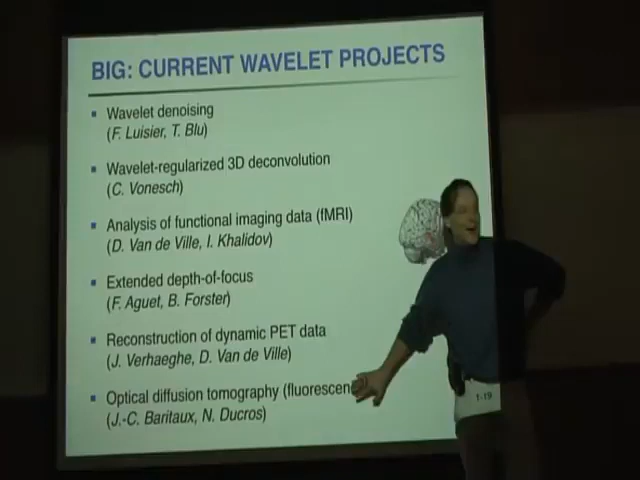 BIG: CURRENT WAVELET PROJECTS
Wavelet denoising
(F. Luisier, T. Blu)
Wavelet-regularized 3D deconvolution
(C. Vonesch)
Analysis of functional imaging data (fMRI)
(D. Van de Ville, I. Khalidov)
Extended depth-of-focus
(F. Aguet, B. Forster)
Reconstruction of dynamic PET data
(J. Verhaeghe, D. Van de Ville)
Optical diffusion tomography (fluorescen
(J.-C. Baritaux, N. Ducros)
1-19